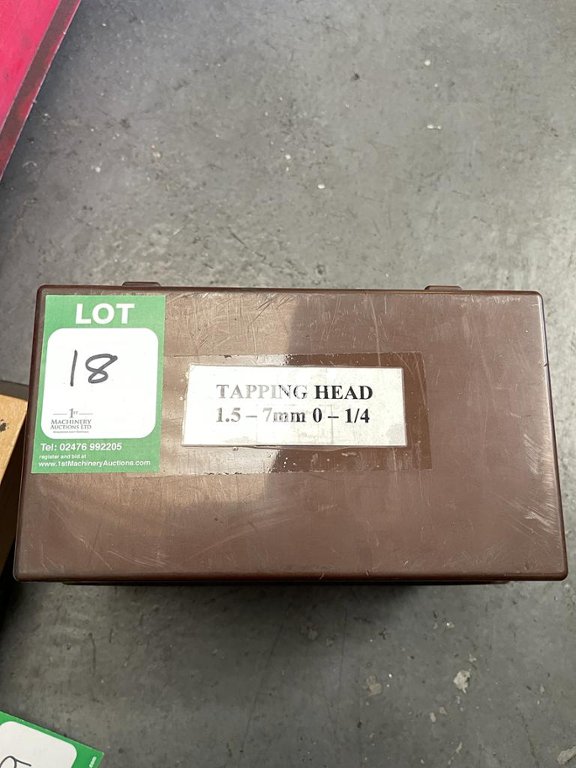 LOT
18
1ST
MACHINERY
AUCTIONS LTD
Tel: 02476 992205
register and bid at
www.1stMachineryAuctions.com
TAPPING HEAD
1.5 – 7mm 0 – 1/4